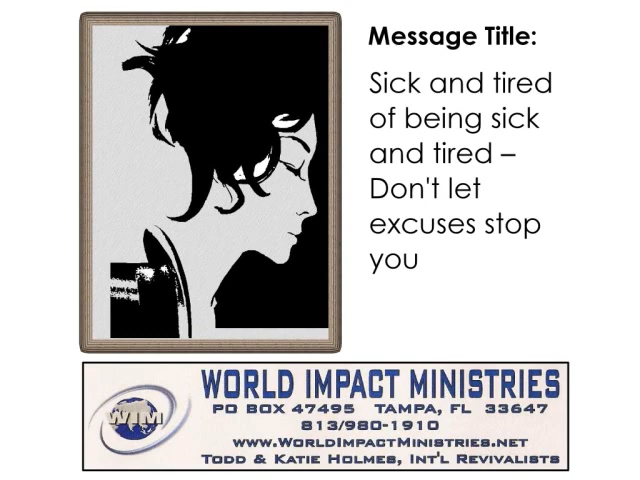 Message Title:
Sick and tired
of being sick
and tired –
Don't let
excuses stop
you
WIM
WORLD IMPACT MINISTRIES
PO BOX 47495 TAMPA, FL 33647
813/980-1910
www.WorldImpactMinistries.net
Todd & Katie Holmes, Int'l Revivalists